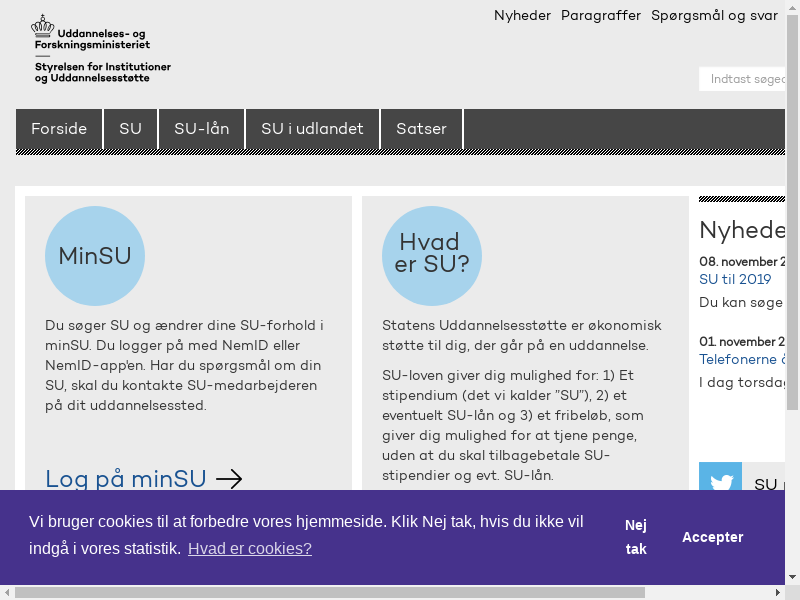 Nyheder Paragraffer Spørgsmål og svar
Uddannelses- og
Forskningsministeriet
Styrelsen for Institutioner
og Uddannelsesstøtte
Forside SU SU-lån SU i udlandet Satser
MinSU
Du søger SU og ændrer dine SU-forhold i
minSU. Du logger på med NemID eller
NemID-app'en. Har du spørgsmål om din
SU, skal du kontakte SU-medarbejderen
på dit uddannelsessted.
Log på minSU
Hvad
er SU?
Statens Uddannelsesstøtte er økonomisk
støtte til dig, der går på en uddannelse.
SU-loven giver dig mulighed for: 1) Et
stipendium (det vi kalder ”SU”), 2) et
eventuelt SU-lån og 3) et fribeløb, som
giver dig mulighed for at tjene penge,
uden at du skal tilbagebetale SU-
stipendier og evt. SU-lån.
08. november
SU til 2019
Du kan søge
01. november
Telefonerne
I dag torsdag
SU
Vi bruger cookies til at forbedre vores hjemmeside. Klik Nej tak, hvis du ikke vil
indgå i vores statistik. Hvad er cookies?
Nej
tak
Accepter